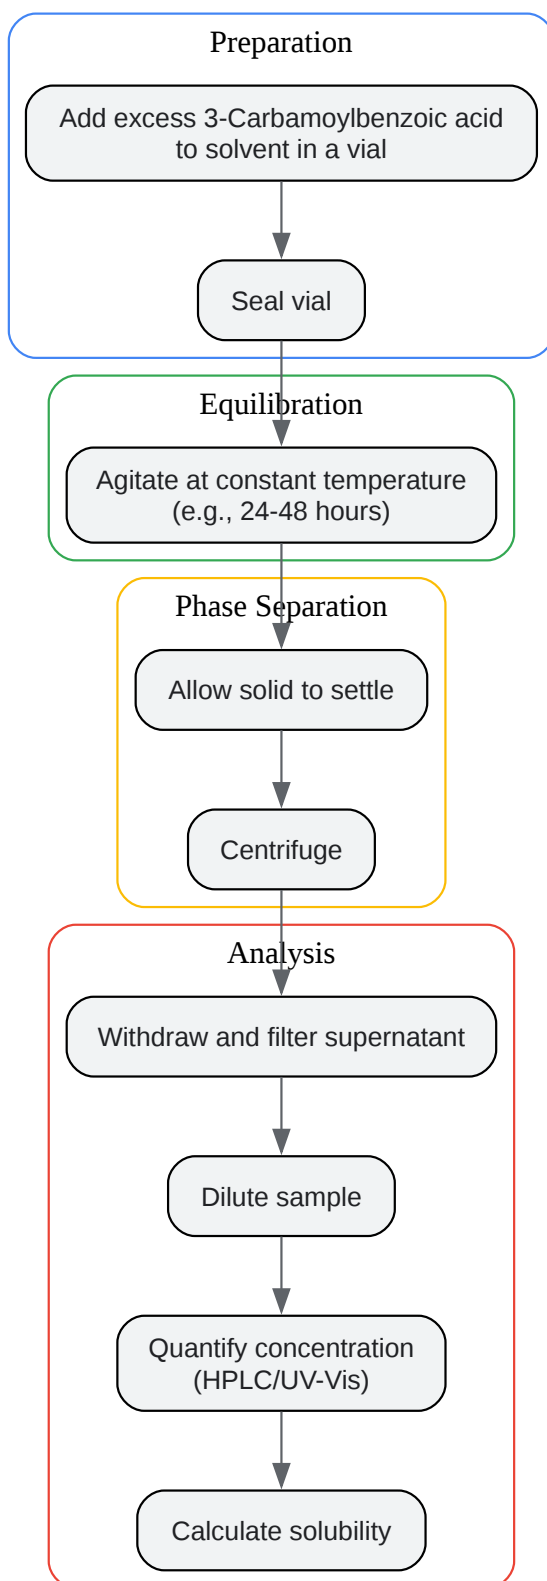 Preparation
Add excess 3-Carbamoylbenzoic acid
to solvent in a vial
Seal vial
Equilibration
Agitate at constant temperature
(e.g., 24-48 hours)
Phase Separation
Allow solid to settle
Centrifuge
Analysis
Withdraw and filter supernatant
Dilute sample
Quantify concentration
(HPLC/UV-Vis)
Calculate solubility